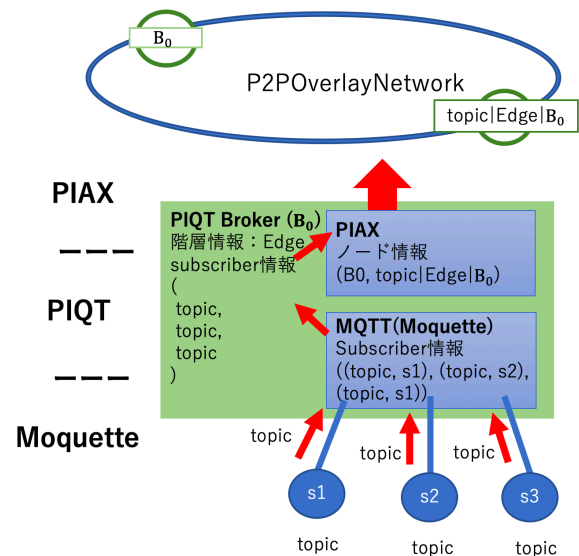 B₀
P2POverlayNetwork
topic|Edge|B₀
PIAX
PIQT
Moquette
PIQT Broker (B₀)
階層情報：Edge
subscriber情報
(
topic,
topic,
topic
)
PIAX
ノード情報
(B0, topic|Edge|B₀)
MQTT(Moquette)
Subscriber情報
((topic, s1), (topic, s2),
(topic, s1))
topic
topic
topic
s1
s2
s3
topic
topic
topic